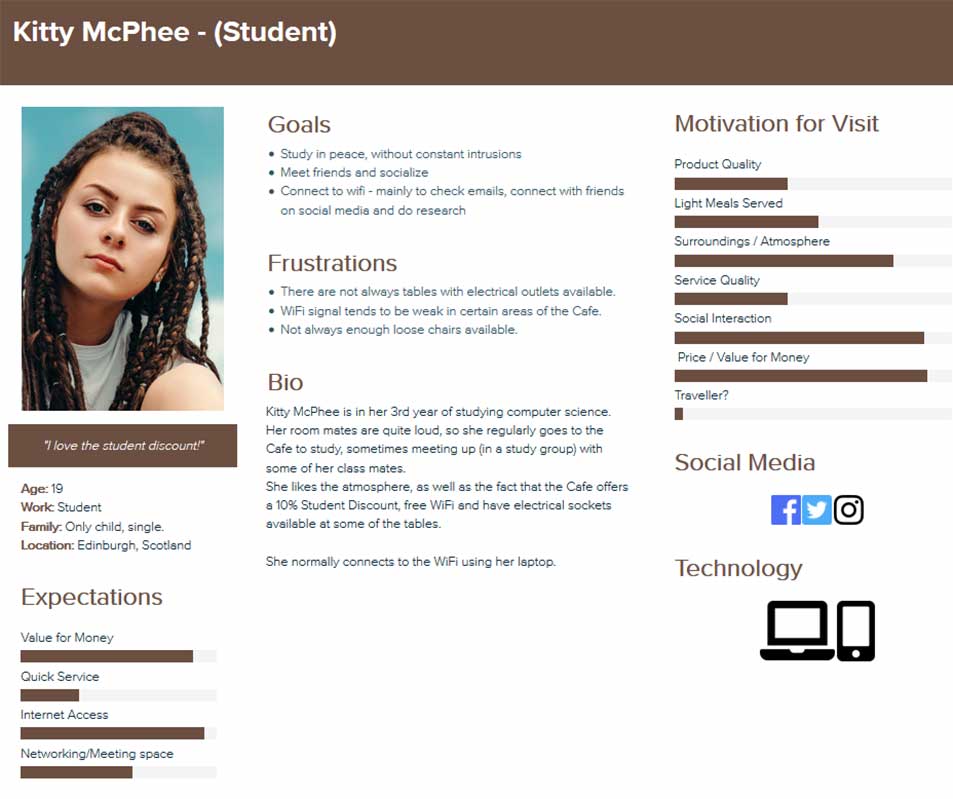 Kitty McPhee - (Student)
"I love the student discount!"
Age: 19
Work: Student
Family: Only child, single.
Location: Edinburgh, Scotland
Expectations
Value for Money
Quick Service
Internet Access
Networking/Meeting space
Goals
Study in peace, without constant intrusions
Meet friends and socialize
Connect to wifi - mainly to check emails, connect with friends
on social media and do research
Frustrations
There are not always tables with electrical outlets available.
WiFi signal tends to be weak in certain areas of the Cafe.
Not always enough loose chairs available.
Bio
Kitty McPhee is in her 3rd year of studying computer science.
Her room mates are quite loud, so she regularly goes to the
Cafe to study, sometimes meeting up (in a study group) with
some of her class mates.
She likes the atmosphere, as well as the fact that the Cafe offers
a 10% Student Discount, free WiFi and have electrical sockets
available at some of the tables.
She normally connects to the WiFi using her laptop.
Motivation for Visit
Product Quality
Light Meals Served
Surroundings / Atmosphere
Service Quality
Social Interaction
Price / Value for Money
Traveller?
Social Media
Technology